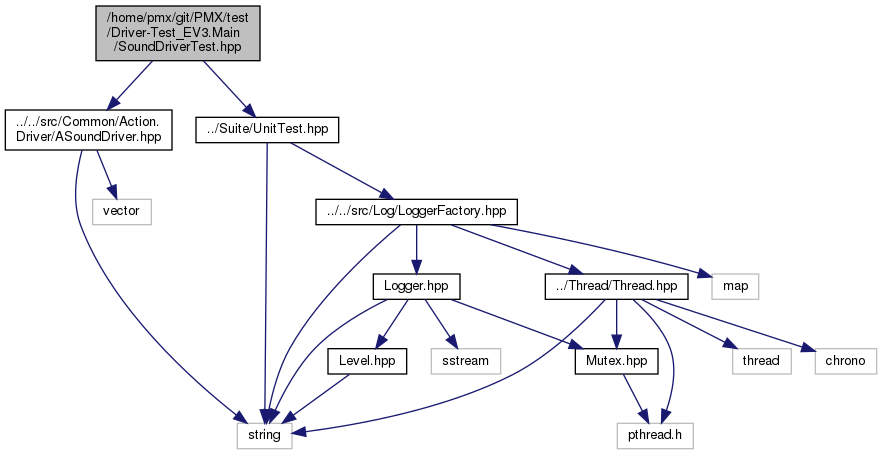 /home/pmx/git/PMX/test
/Driver-Test_EV3.Main
/SoundDriverTest.hpp
../../src/Common/Action.
Driver/ASoundDriver.hpp
../Suite/UnitTest.hpp
vector
../../src/Log/LoggerFactory.hpp
Logger.hpp
../Thread/Thread.hpp
map
Level.hpp
sstream
Mutex.hpp
thread
chrono
string
pthread.h